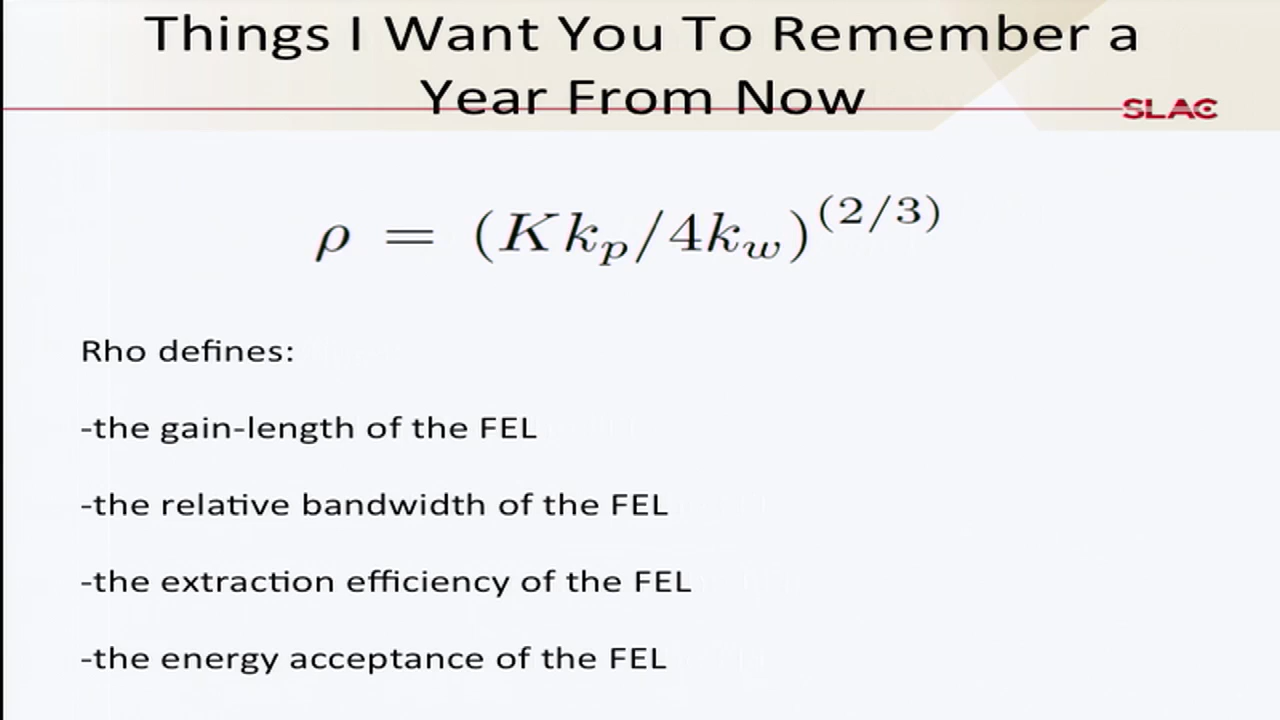 Things I Want You To Remember a
Year From Now
SLAC
ρ = (Kk_p/4k_w)^(2/3)
Rho defines:
-the gain-length of the FEL
-the relative bandwidth of the FEL
-the extraction efficiency of the FEL
-the energy acceptance of the FEL